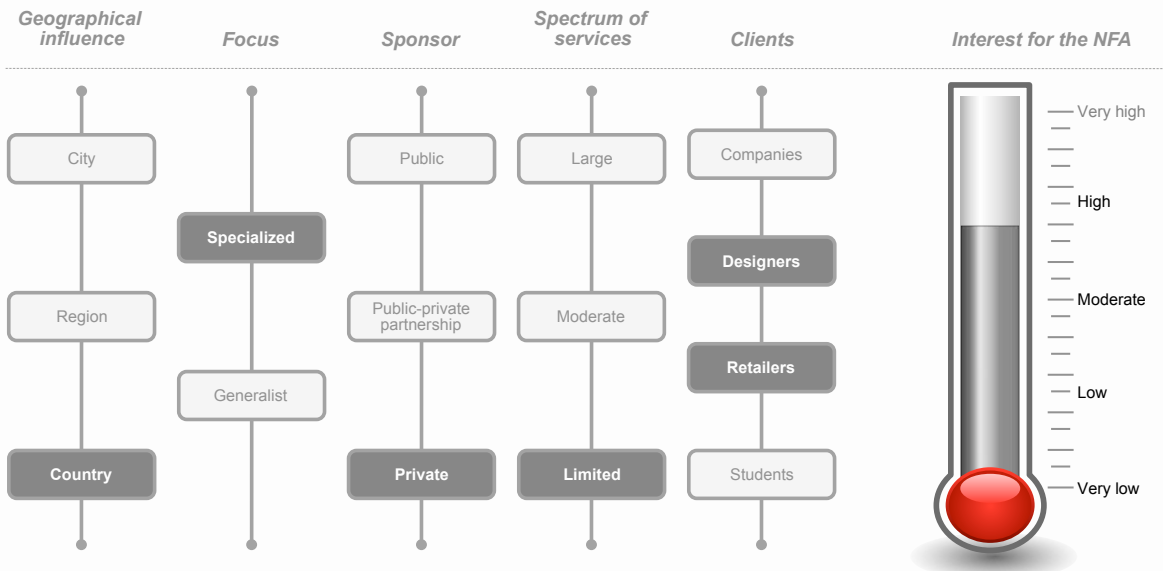 Geographical
influence
Focus
Sponsor
Spectrum of
services
Clients
Interest for the NFA
City
Public
Large
Companies
Very high
Specialized
Designers
High
Region
Public-private
partnership
Moderate
Retailers
Moderate
Generalist
Low
Country
Private
Limited
Students
Very low